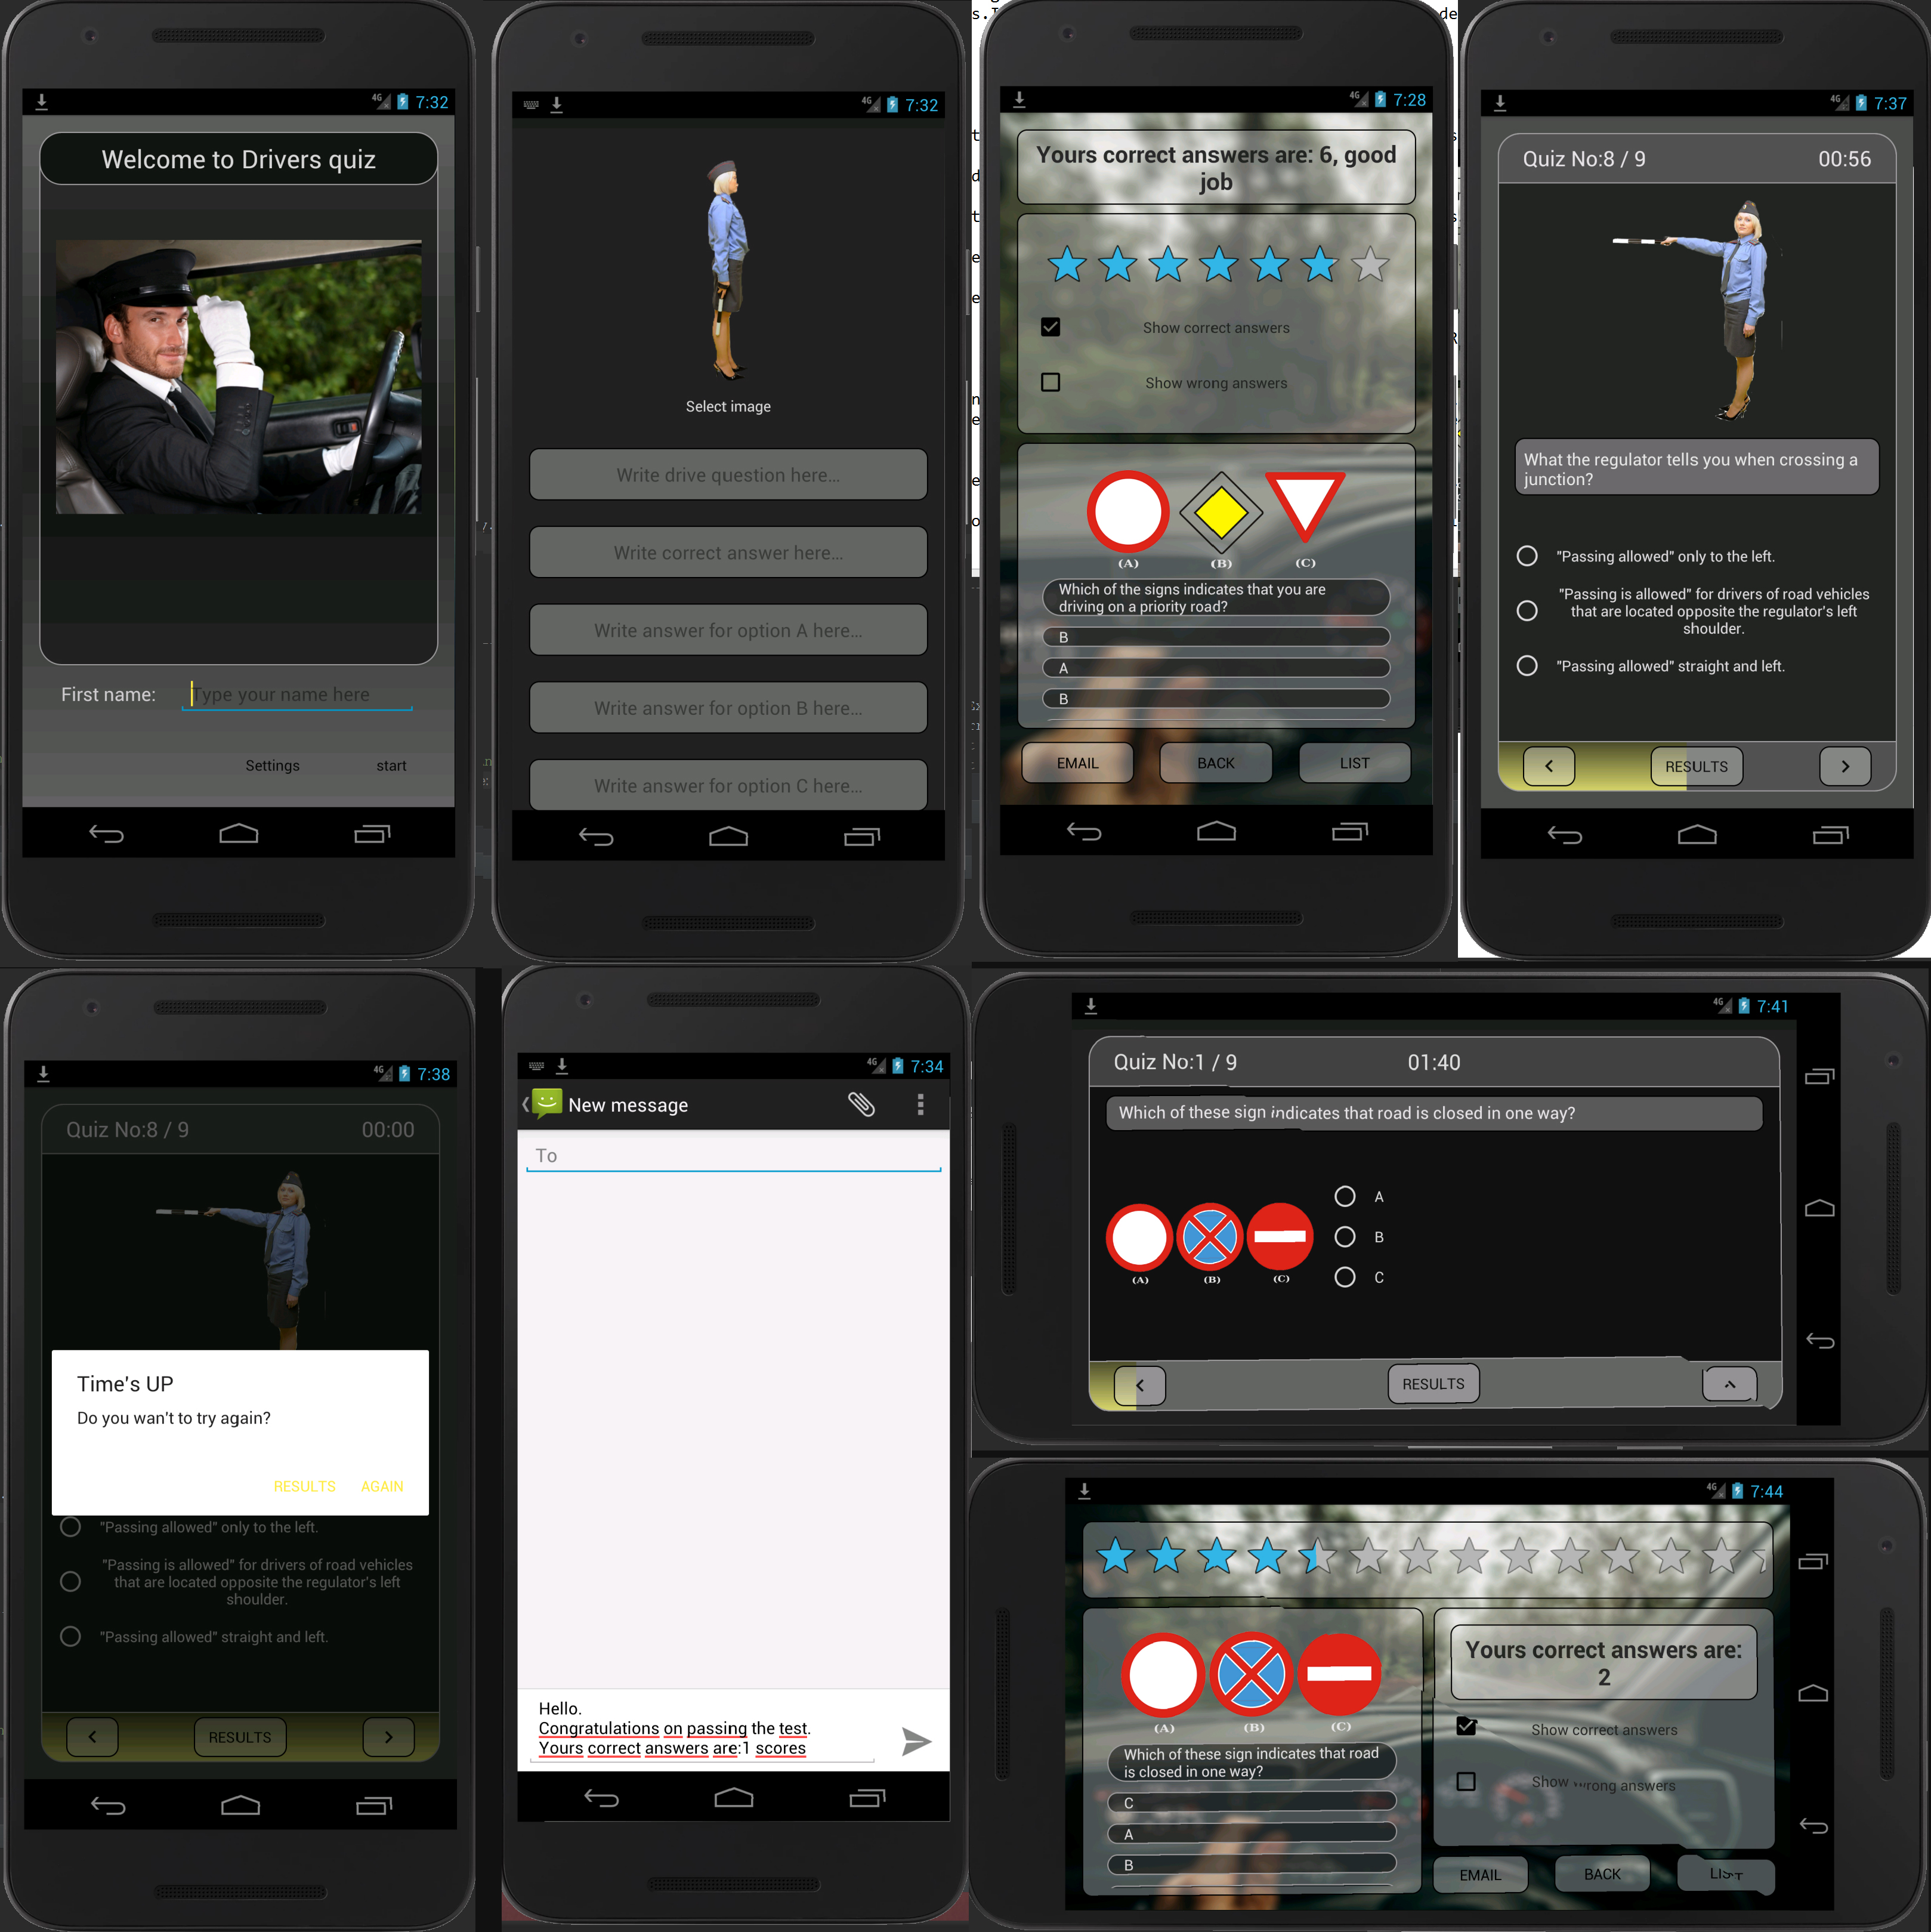 7:32
Welcome to Drivers quiz
First name:
Type your name here
Settings
start
7:32
Select image
Write drive question here...
Write correct answer here...
Write answer for option A here...
Write answer for option B here...
Write answer for option C here...
4G 7:28
Yours correct answers are: 6, good
job
Show correct answers
Show wrong answers
(A) (B) (C)
Which of the signs indicates that you are
driving on a priority road?
B
A
B
EMAIL
BACK
LIST
4G 7:37
Quiz No:8 / 9
00:56
What the regulator tells you when crossing a
junction?
"Passing allowed" only to the left.
"Passing is allowed" for drivers of road vehicles
that are located opposite the regulator's left
shoulder.
"Passing allowed" straight and left.
<
RESULTS
>
4G 7:38
Quiz No:8 / 9
00:00
Time's UP
Do you wan't to try again?
RESULTS
AGAIN
"Passing allowed" only to the left.
"Passing is allowed" for drivers of road vehicles
that are located opposite the regulator's left
shoulder.
"Passing allowed" straight and left.
<
RESULTS
>
4G 7:34
New message
To
Hello.
Congratulations on passing the test.
Yours correct answers are:1 scores
4G 7:41
Quiz No:1 / 9
01:40
Which of these sign indicates that road is closed in one way?
A
B
C
(A) (B) (C)
<
RESULTS
4G 7:44
(A) (B) (C)
Which of these sign indicates that road
is closed in one way?
C
A
B
Yours correct answers are:
2
Show correct answers
Show wrong answers
EMAIL
BACK
LIST